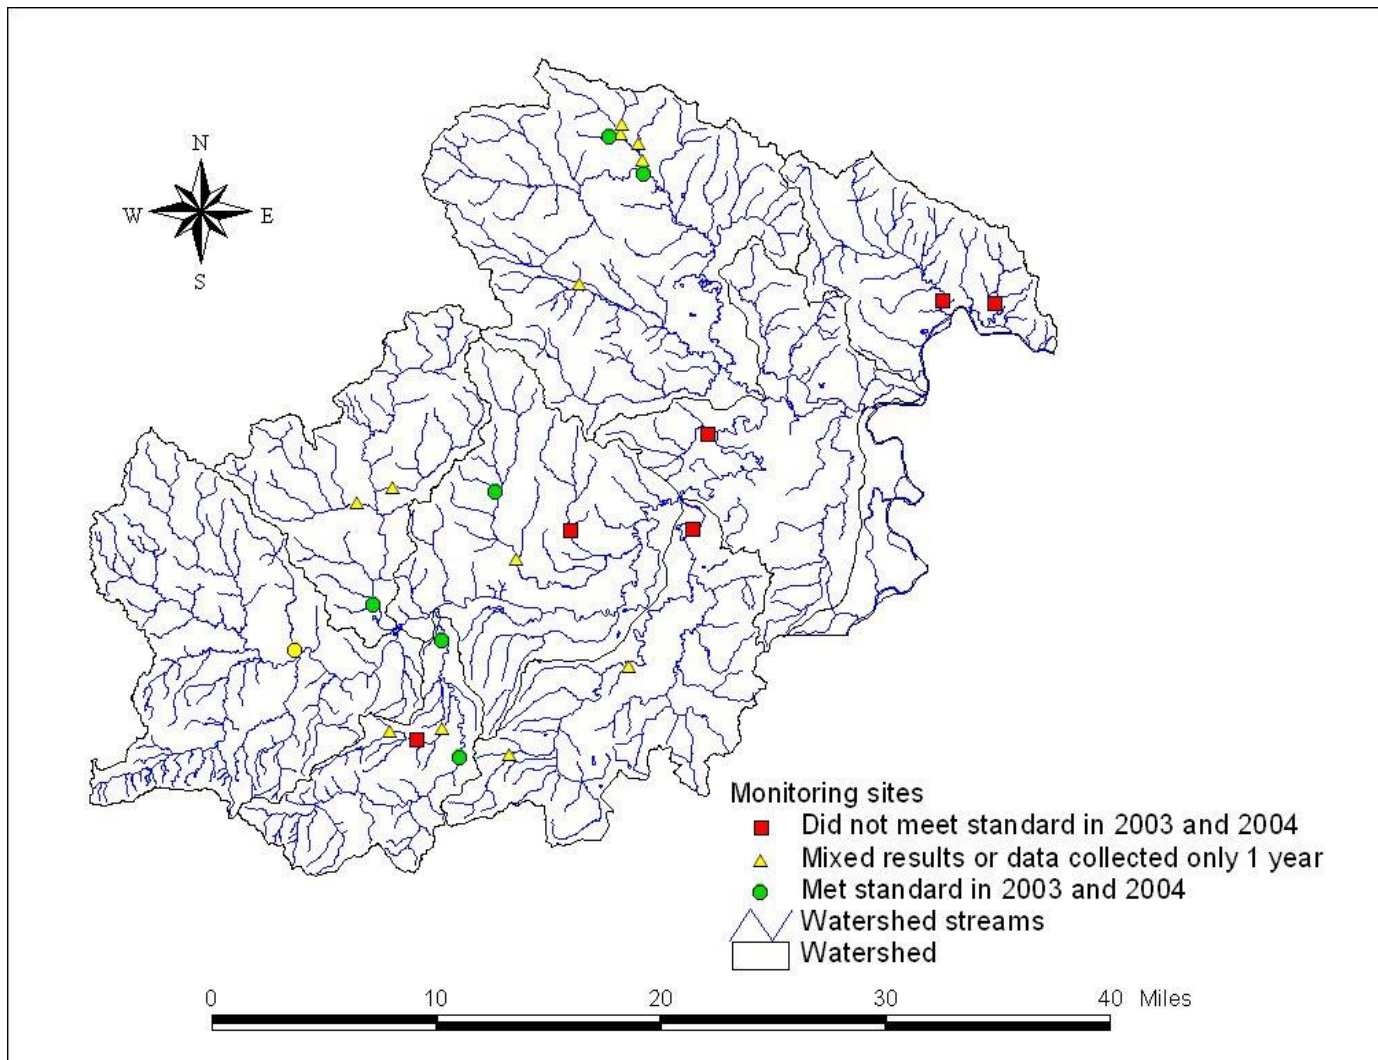 N
W E
S
Monitoring sites
Did not meet standard in 2003 and 2004
Mixed results or data collected only 1 year
Met standard in 2003 and 2004
Watershed streams
Watershed
0 10 20 30 40 Miles